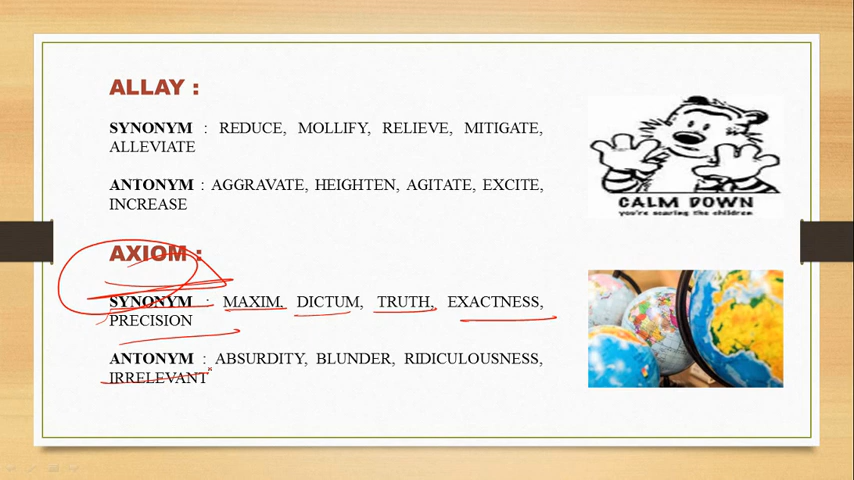 ALLAY :
SYNONYM : REDUCE, MOLLIFY, RELIEVE, MITIGATE,
ALLEVIATE
ANTONYM : AGGRAVATE, HEIGHTEN, AGITATE, EXCITE,
INCREASE
CALM DOWN
you're scaring the children
AXIOM :
SYNONYM : MAXIM, DICTUM, TRUTH, EXACTNESS,
PRECISION
ANTONYM : ABSURDITY, BLUNDER, RIDICULOUSNESS,
IRRELEVANT